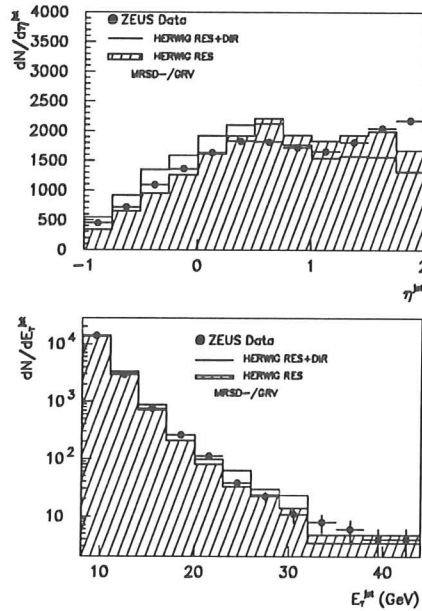 dN/dη^jet
4000
3500
3000
2500
2000
1500
1000
500
0
ZEUS Data
HERWIG RES+DIR
HERWIG RES
MRSD-/GRV
-1 0 1 2
η^jet
dN/dE_T^jet
10^4
10^3
10^2
10
ZEUS Data
HERWIG RES+DIR
HERWIG RES
MRSD-/GRV
10 20 30 40
E_T^jet (GeV)